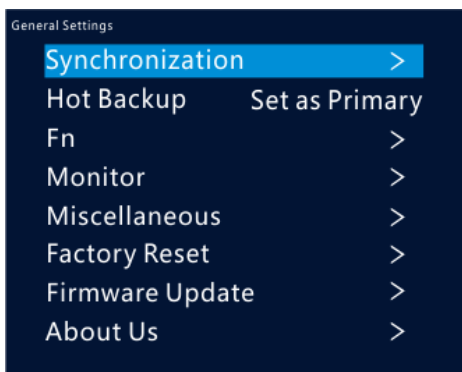 General Settings
Synchronization >
Hot Backup Set as Primary
Fn >
Monitor >
Miscellaneous >
Factory Reset >
Firmware Update >
About Us >